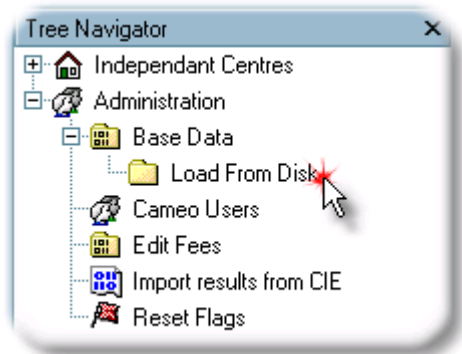 Tree Navigator
Independant Centres
Administration
Base Data
Load From Disk
Cameo Users
Edit Fees
Import results from CIE
Reset Flags